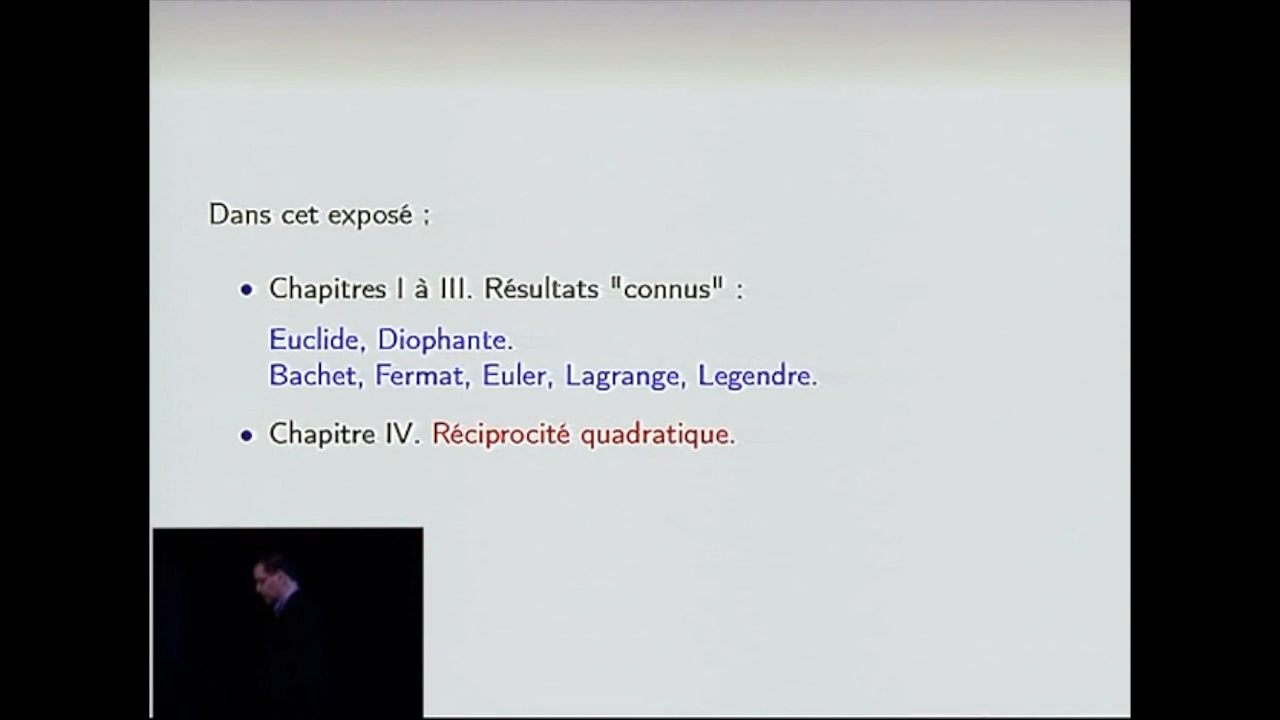 Dans cet exposé :
• Chapitres I à III. Résultats "connus" :
Euclide, Diophante.
Bachet, Fermat, Euler, Lagrange, Legendre.
• Chapitre IV. Réciprocité quadratique.